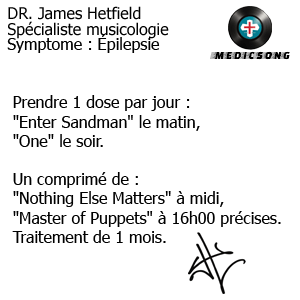 DR. James Hetfield
Spécialiste musicologie
Symptome : Épilepsie
MEDICSONG
Prendre 1 dose par jour :
"Enter Sandman" le matin,
"One" le soir.
Un comprimé de :
"Nothing Else Matters" à midi,
"Master of Puppets" à 16h00 précises.
Traitement de 1 mois.